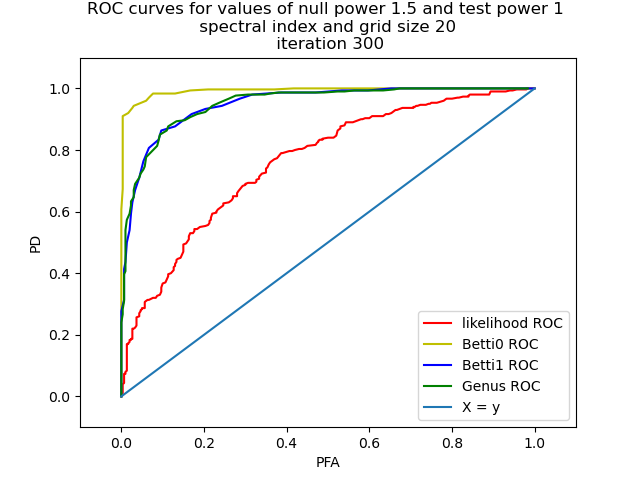 ROC curves for values of null power 1.5 and test power 1
spectral index and grid size 20
iteration 300
1.0
0.8
0.6
0.4
0.2
0.0
PD
likelihood ROC
Betti0 ROC
Betti1 ROC
Genus ROC
X = y
0.0 0.2 0.4 0.6 0.8 1.0
PFA